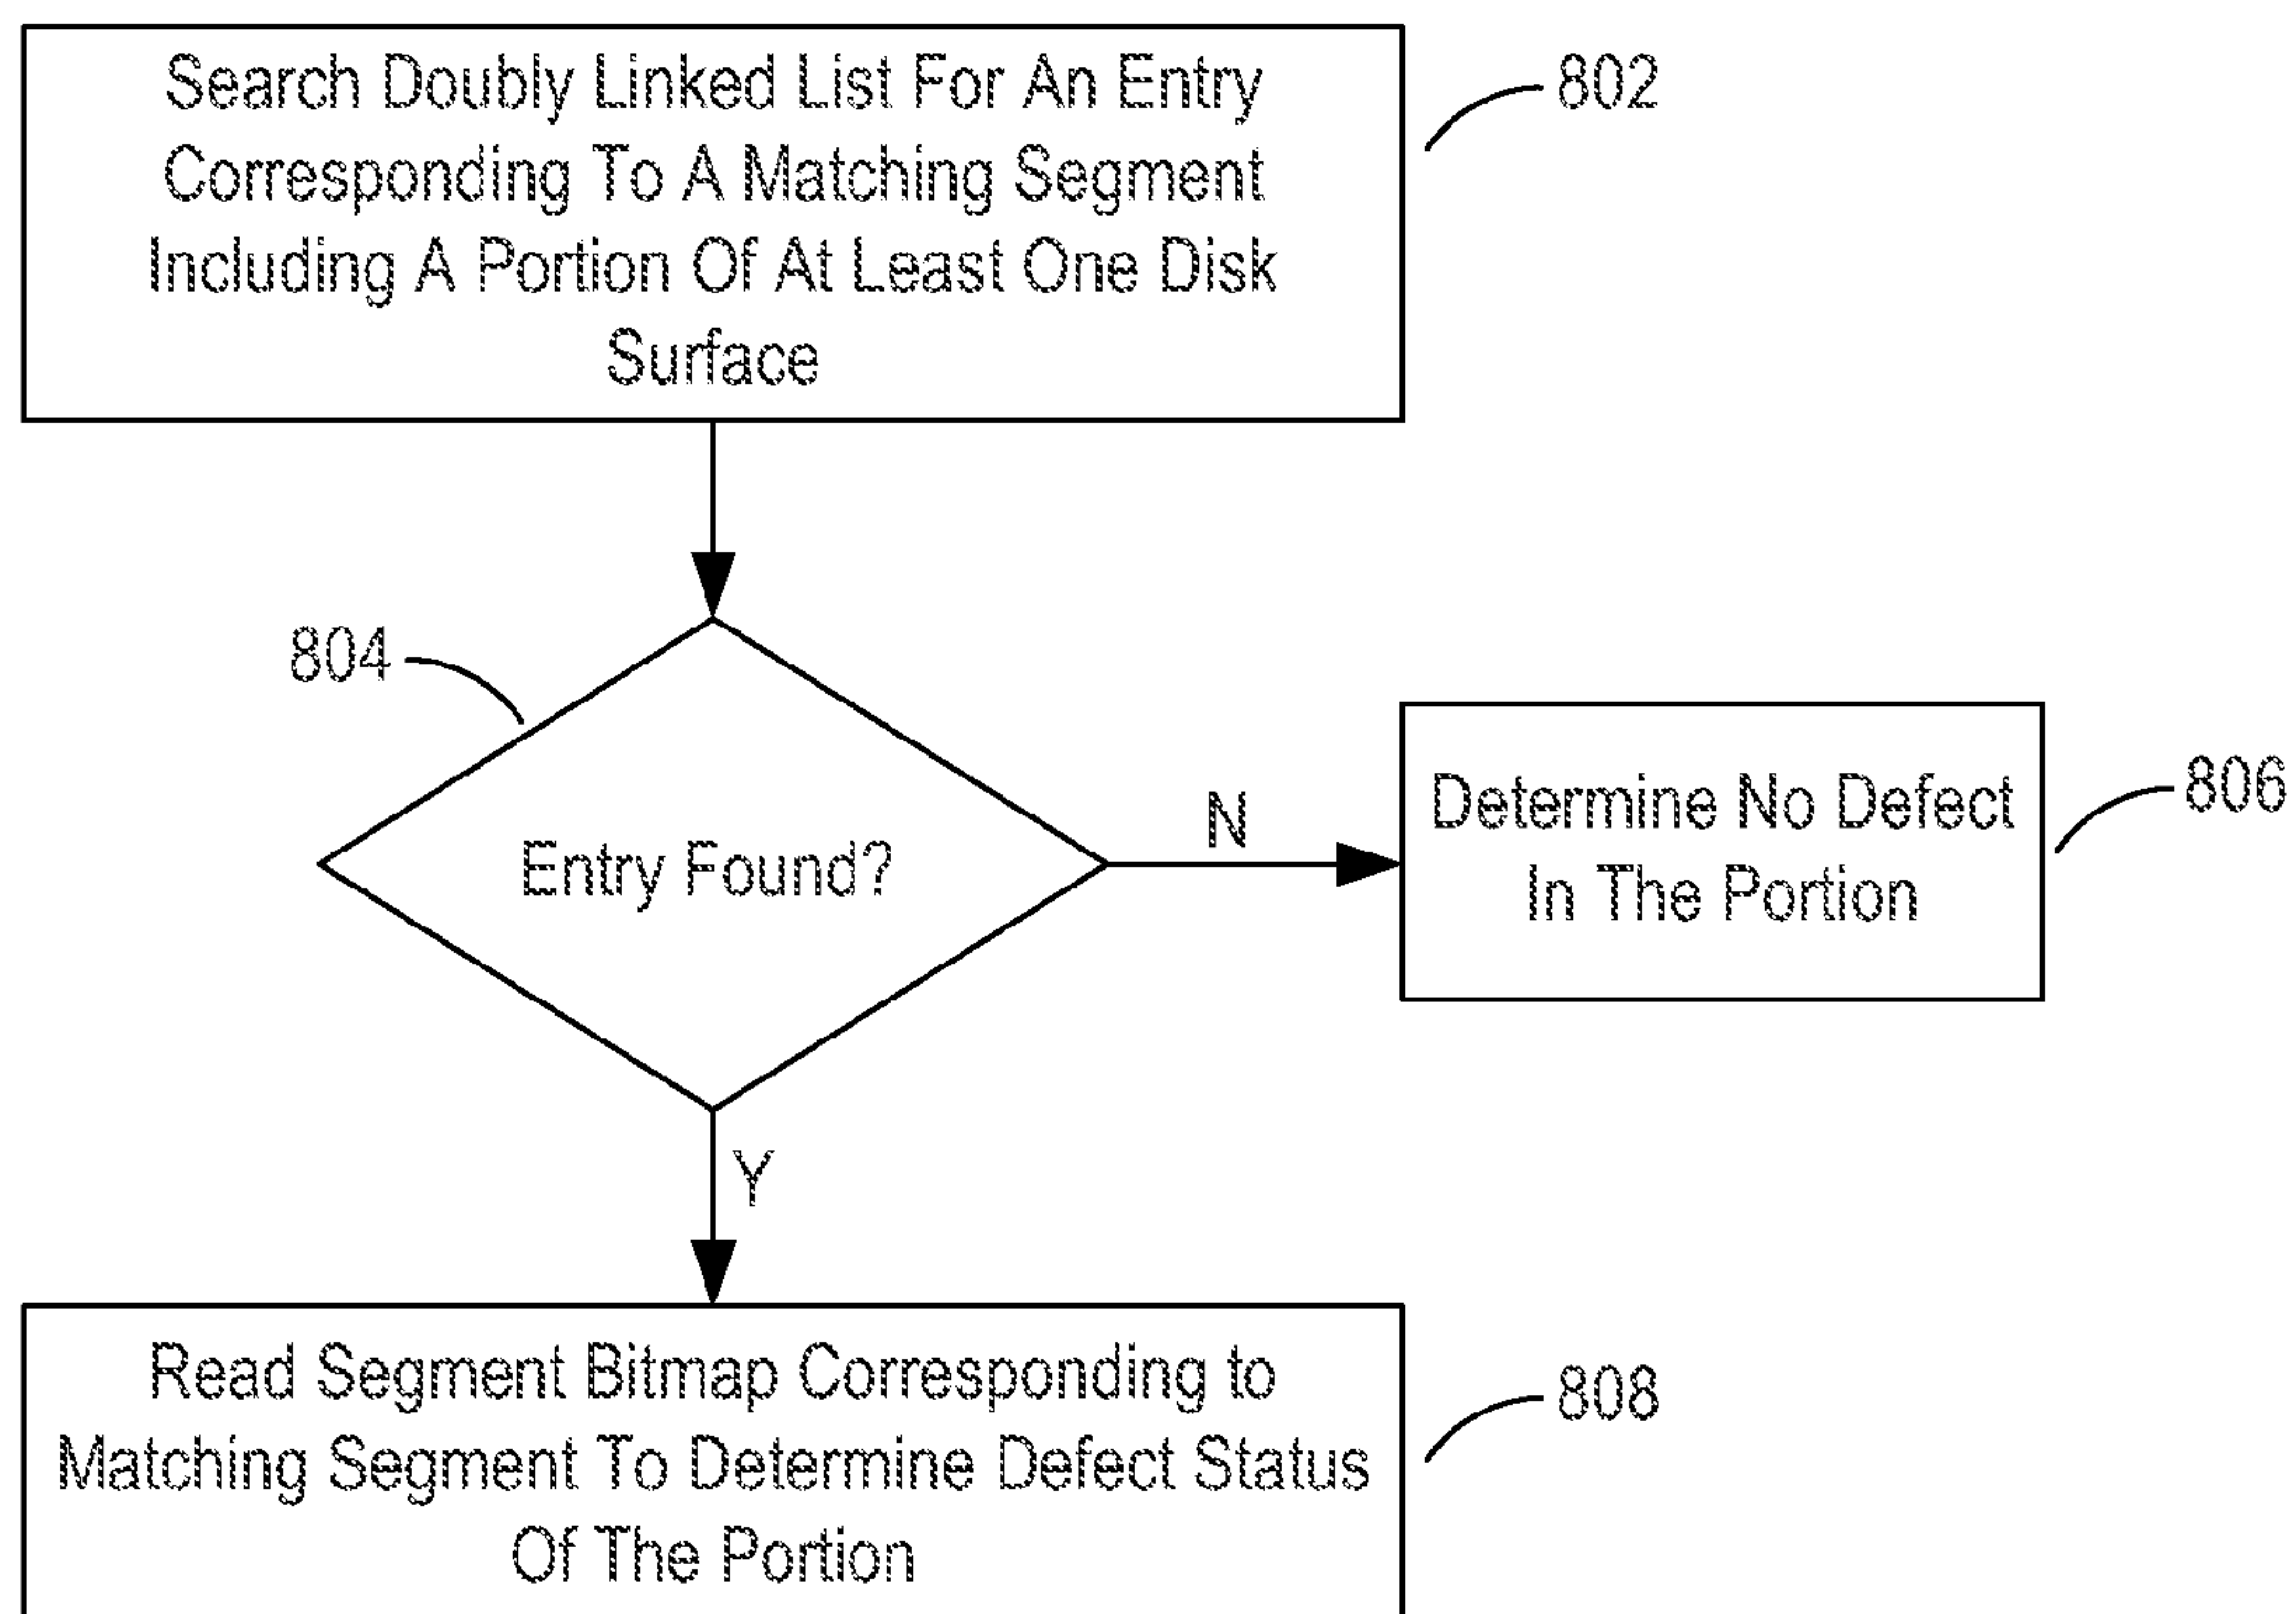 Search Doubly Linked List For An Entry
Corresponding To A Matching Segment
Including A Portion Of At Least One Disk
Surface
802
804
Entry Found?
N
Determine No Defect
In The Portion
806
Y
Read Segment Bitmap Corresponding to
Matching Segment To Determine Defect Status
Of The Portion
808